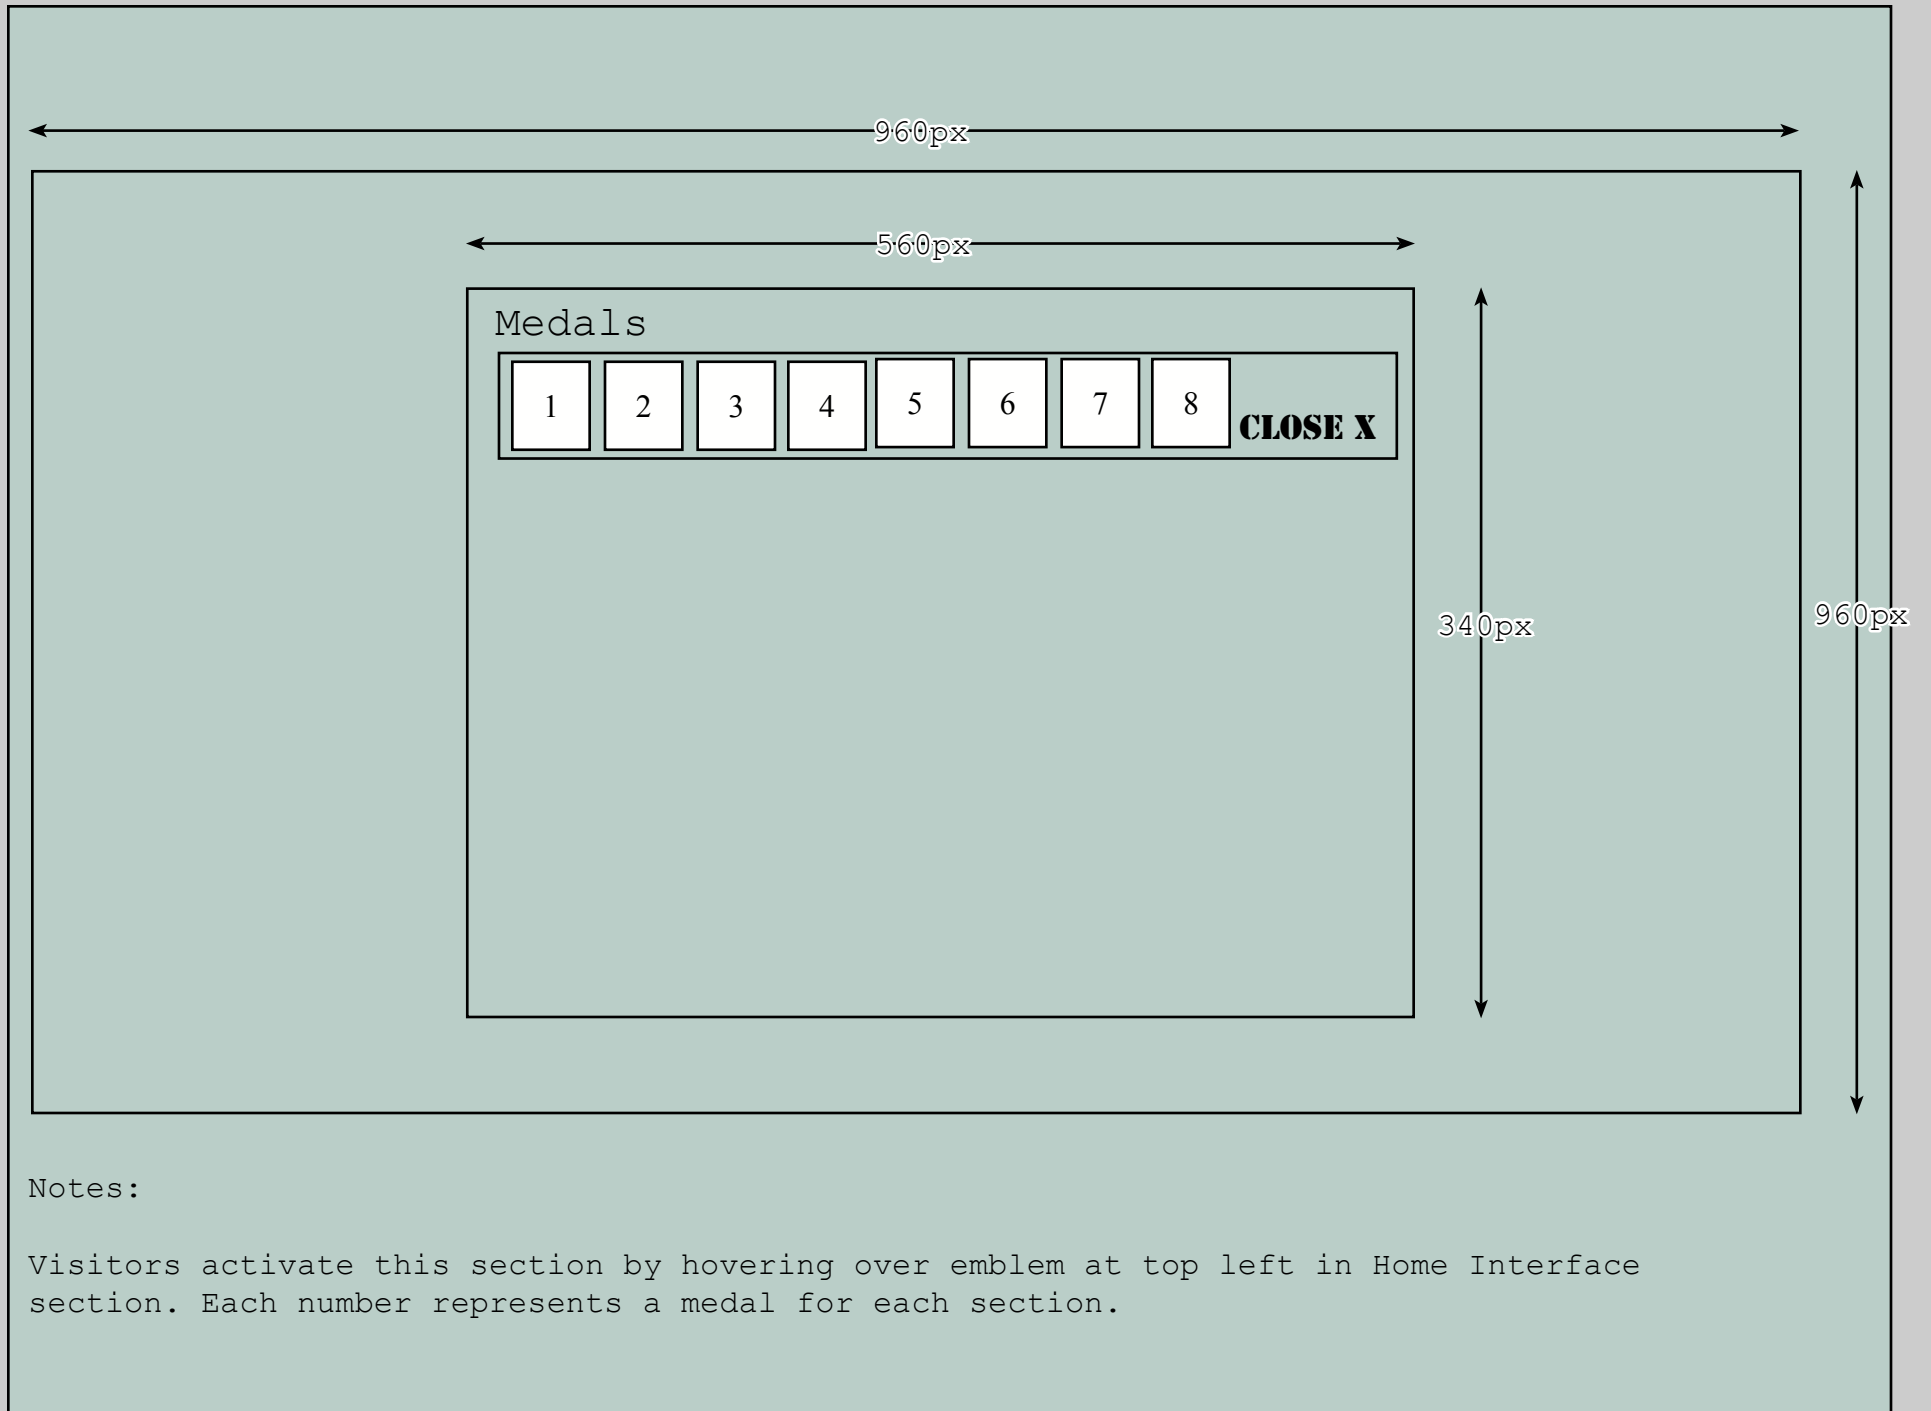 960px
560px
Medals
1 2 3 4 5 6 7 8 CLOSE X
340px
960px
Notes:
Visitors activate this section by hovering over emblem at top left in Home Interface
section. Each number represents a medal for each section.